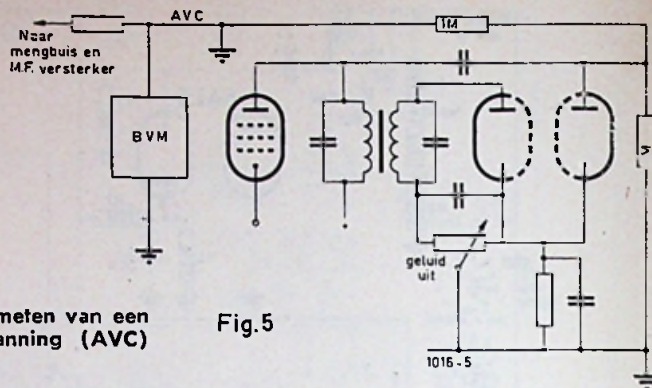 AVC
1M
Naar
mengbuis en
M.F. versterker
BVM
geluid
uit
meten van een
anning (AVC)
Fig.5
1016-5